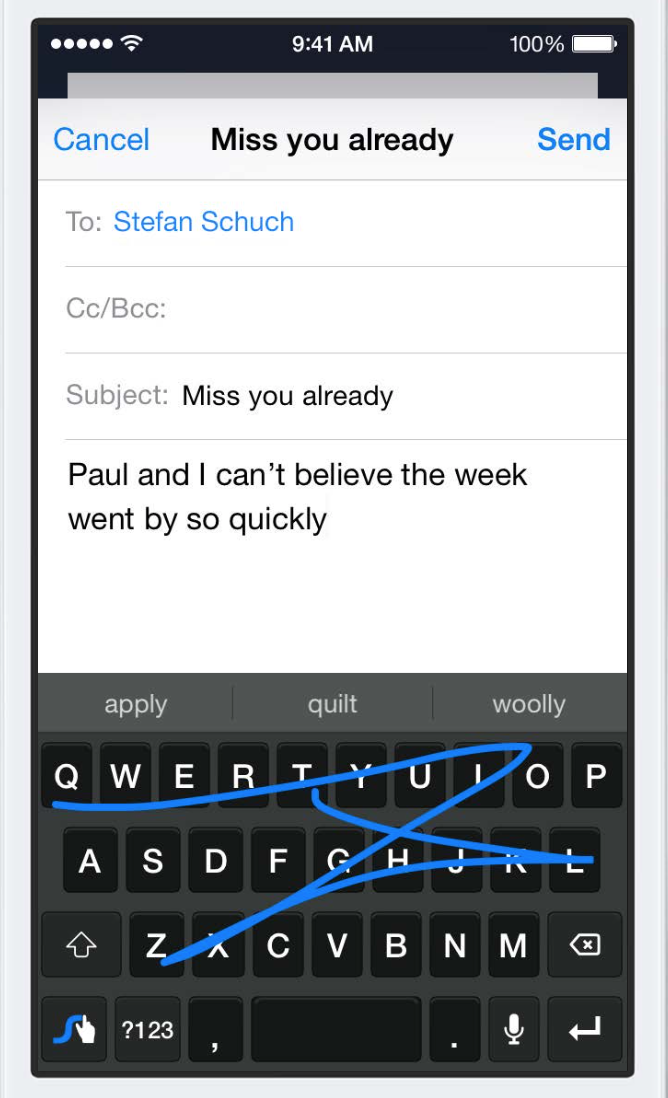 9:41 AM 100%
Cancel Miss you already Send
To: Stefan Schuch
Cc/Bcc:
Subject: Miss you already
Paul and I can’t believe the week
went by so quickly
apply quilt woolly
Q W E R T Y U I O P
A S D F G H J K L
Z X C V B N M
?123 , .